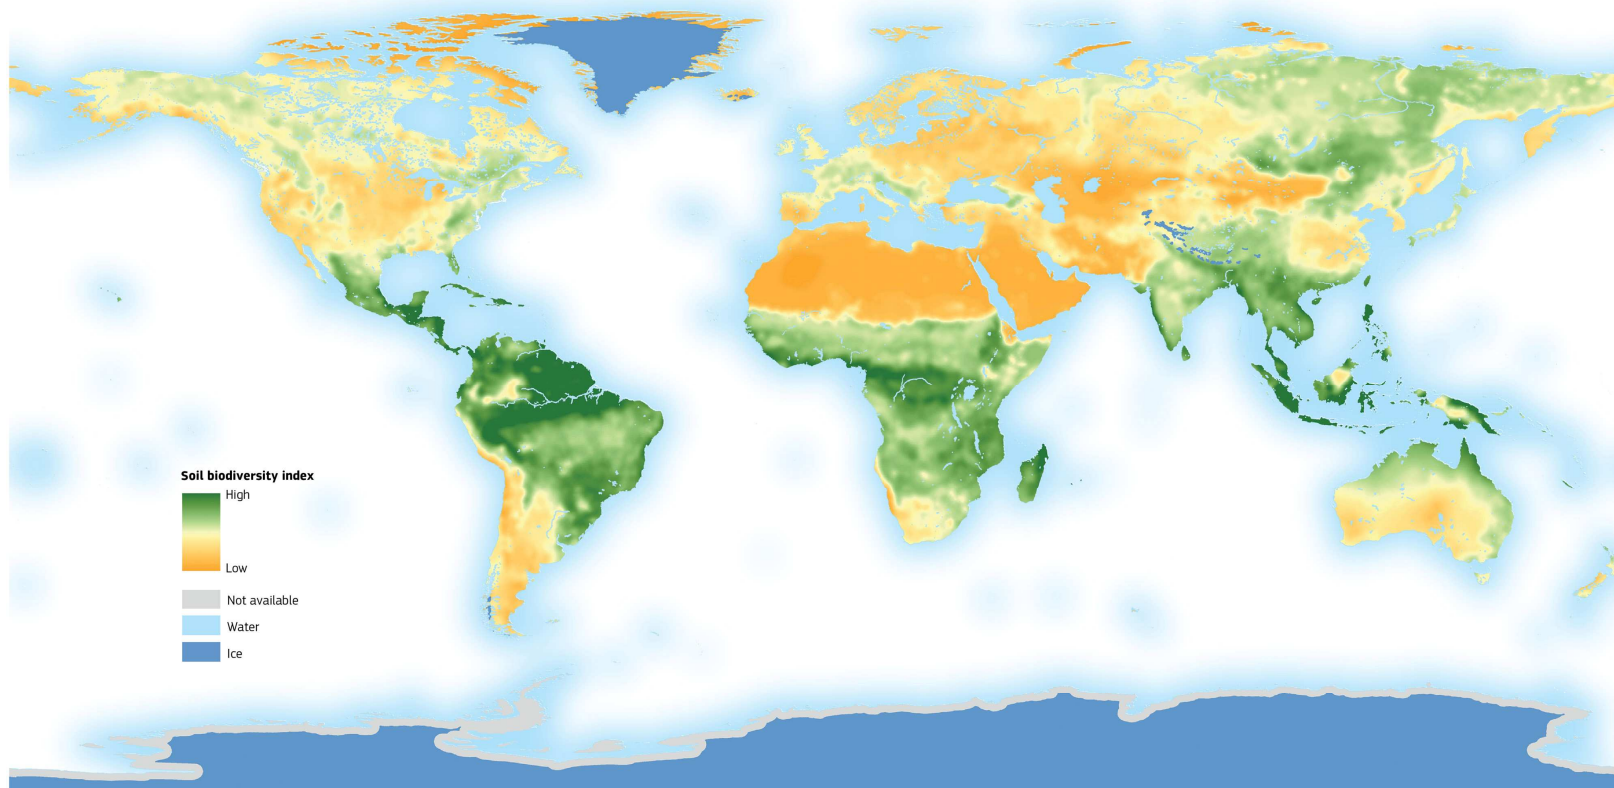 Soil biodiversity index
High
Low
Not available
Water
Ice